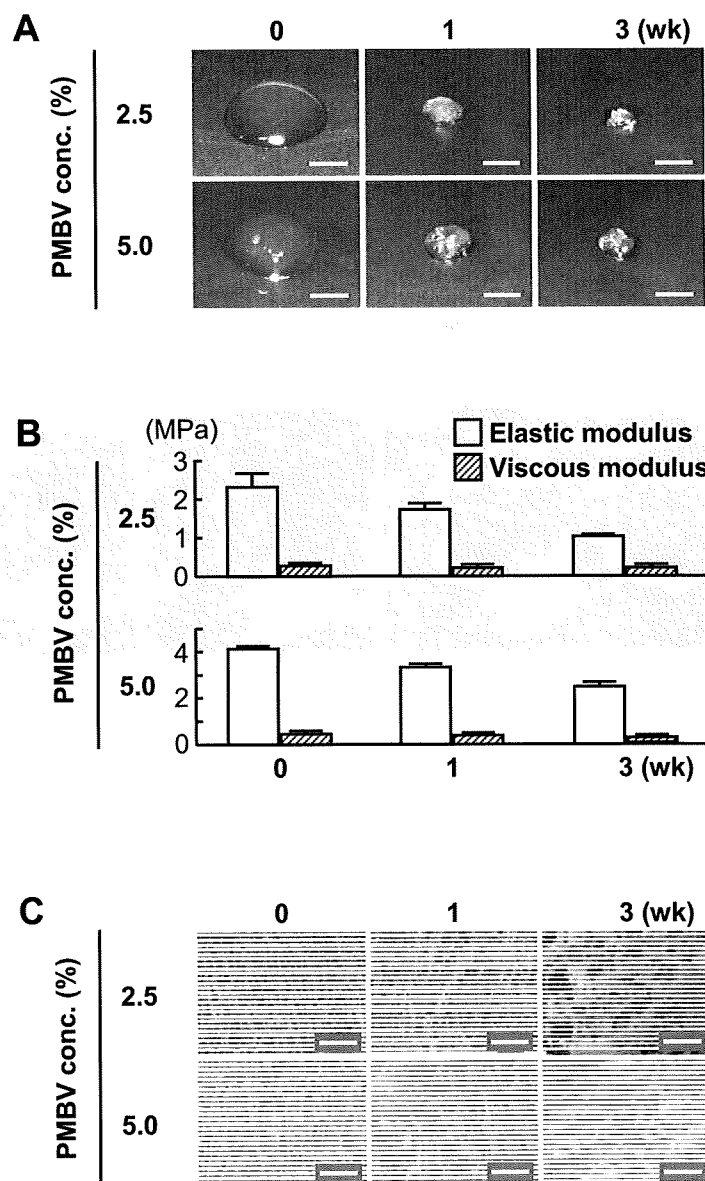 A
0 1 3 (wk)
PMBV conc. (%)
2.5
5.0
B
(MPa)
Elastic modulus
Viscous modulus
PMBV conc. (%)
2.5
3
2
1
0
5.0
4
2
0
0 1 3 (wk)
C
0 1 3 (wk)
PMBV conc. (%)
2.5
5.0